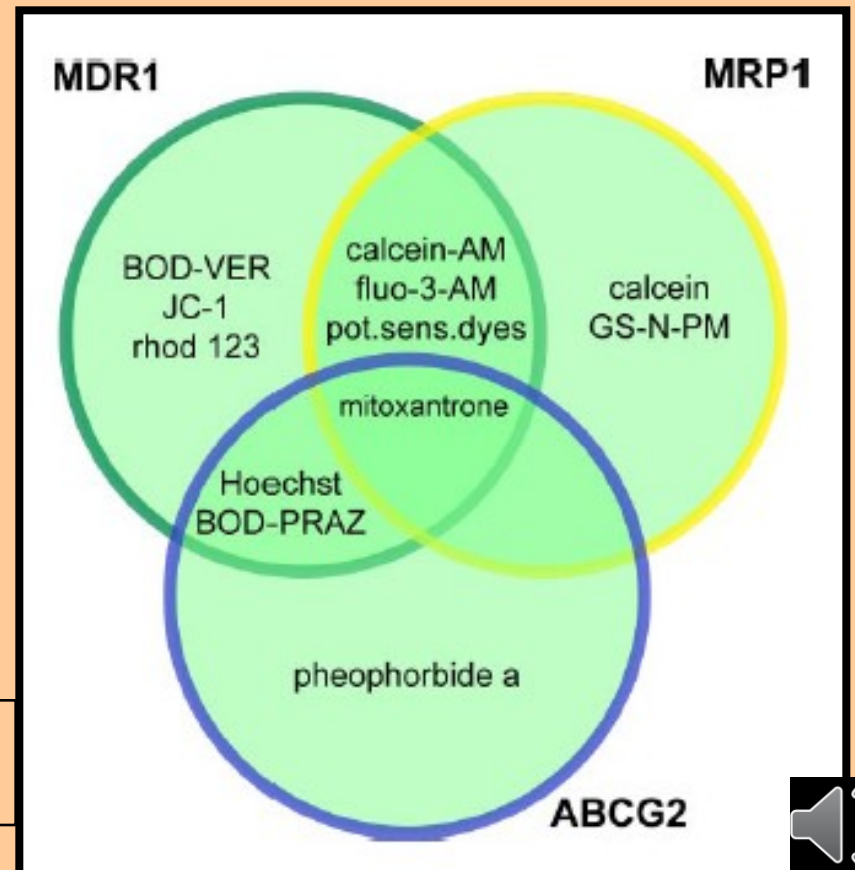 MDR1
MRP1
BOD-VER
JC-1
rhod 123
calcein-AM
fluo-3-AM
pot.sens.dyes
calcein
GS-N-PM
mitoxantrone
Hoechst
BOD-PRAZ
pheophorbide a
ABCG2